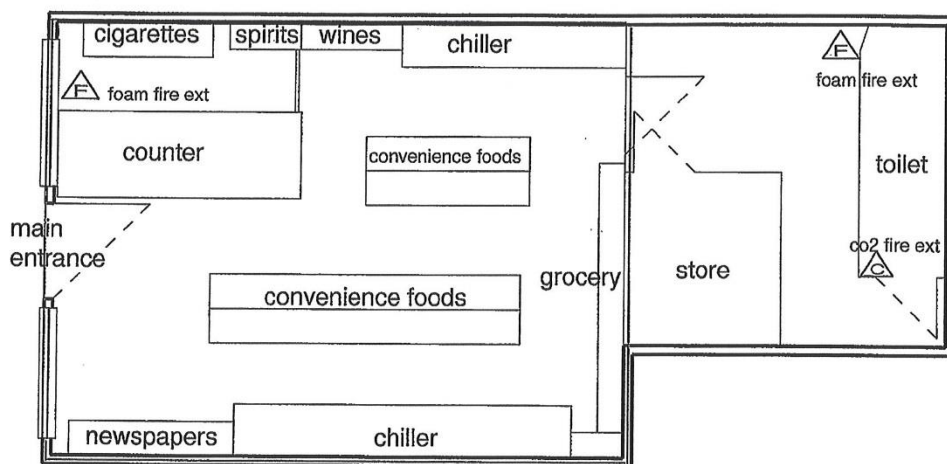 cigarettes
spirits
wines
chiller
F
foam fire ext
F
foam fire ext
counter
convenience foods
toilet
main
entrance
co2 fire ext
C
grocery
store
convenience foods
newspapers
chiller